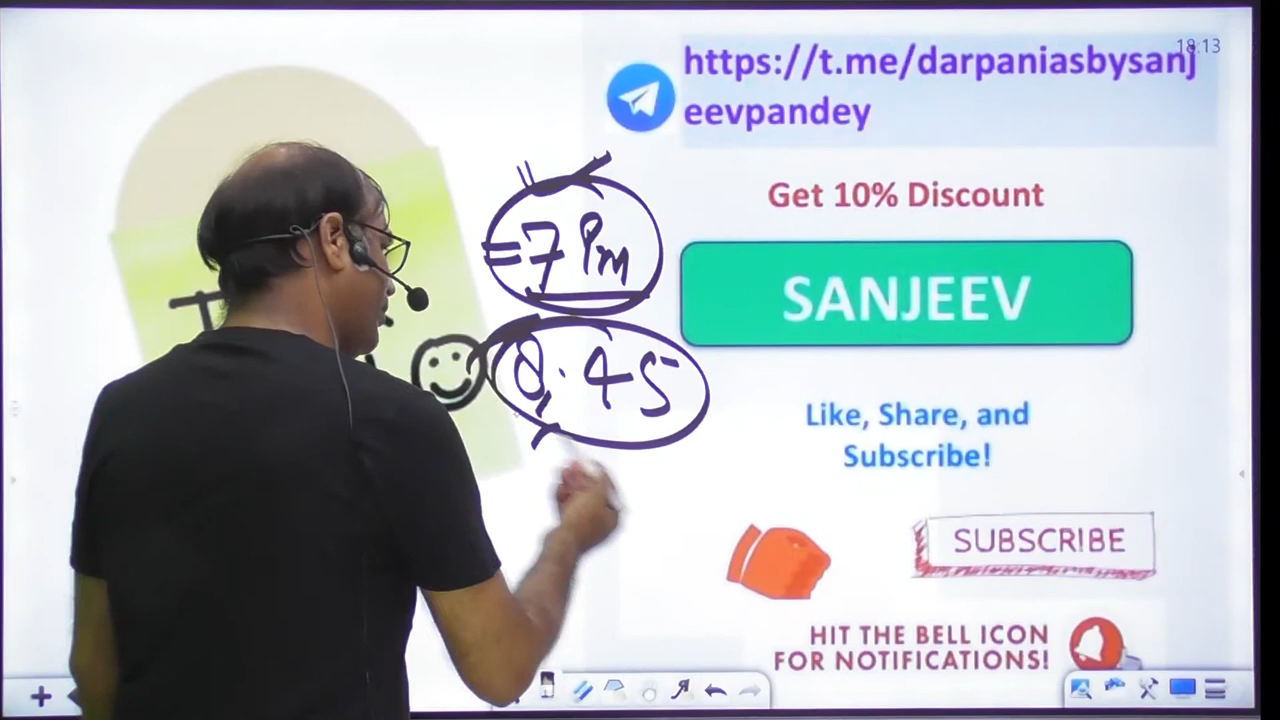 18:13
https://t.me/darpaniasbysanj
eevpandey
Get 10% Discount
= 7 Pm
SANJEEV
8.45
Like, Share, and
Subscribe!
SUBSCRIBE
HIT THE BELL ICON
FOR NOTIFICATIONS!